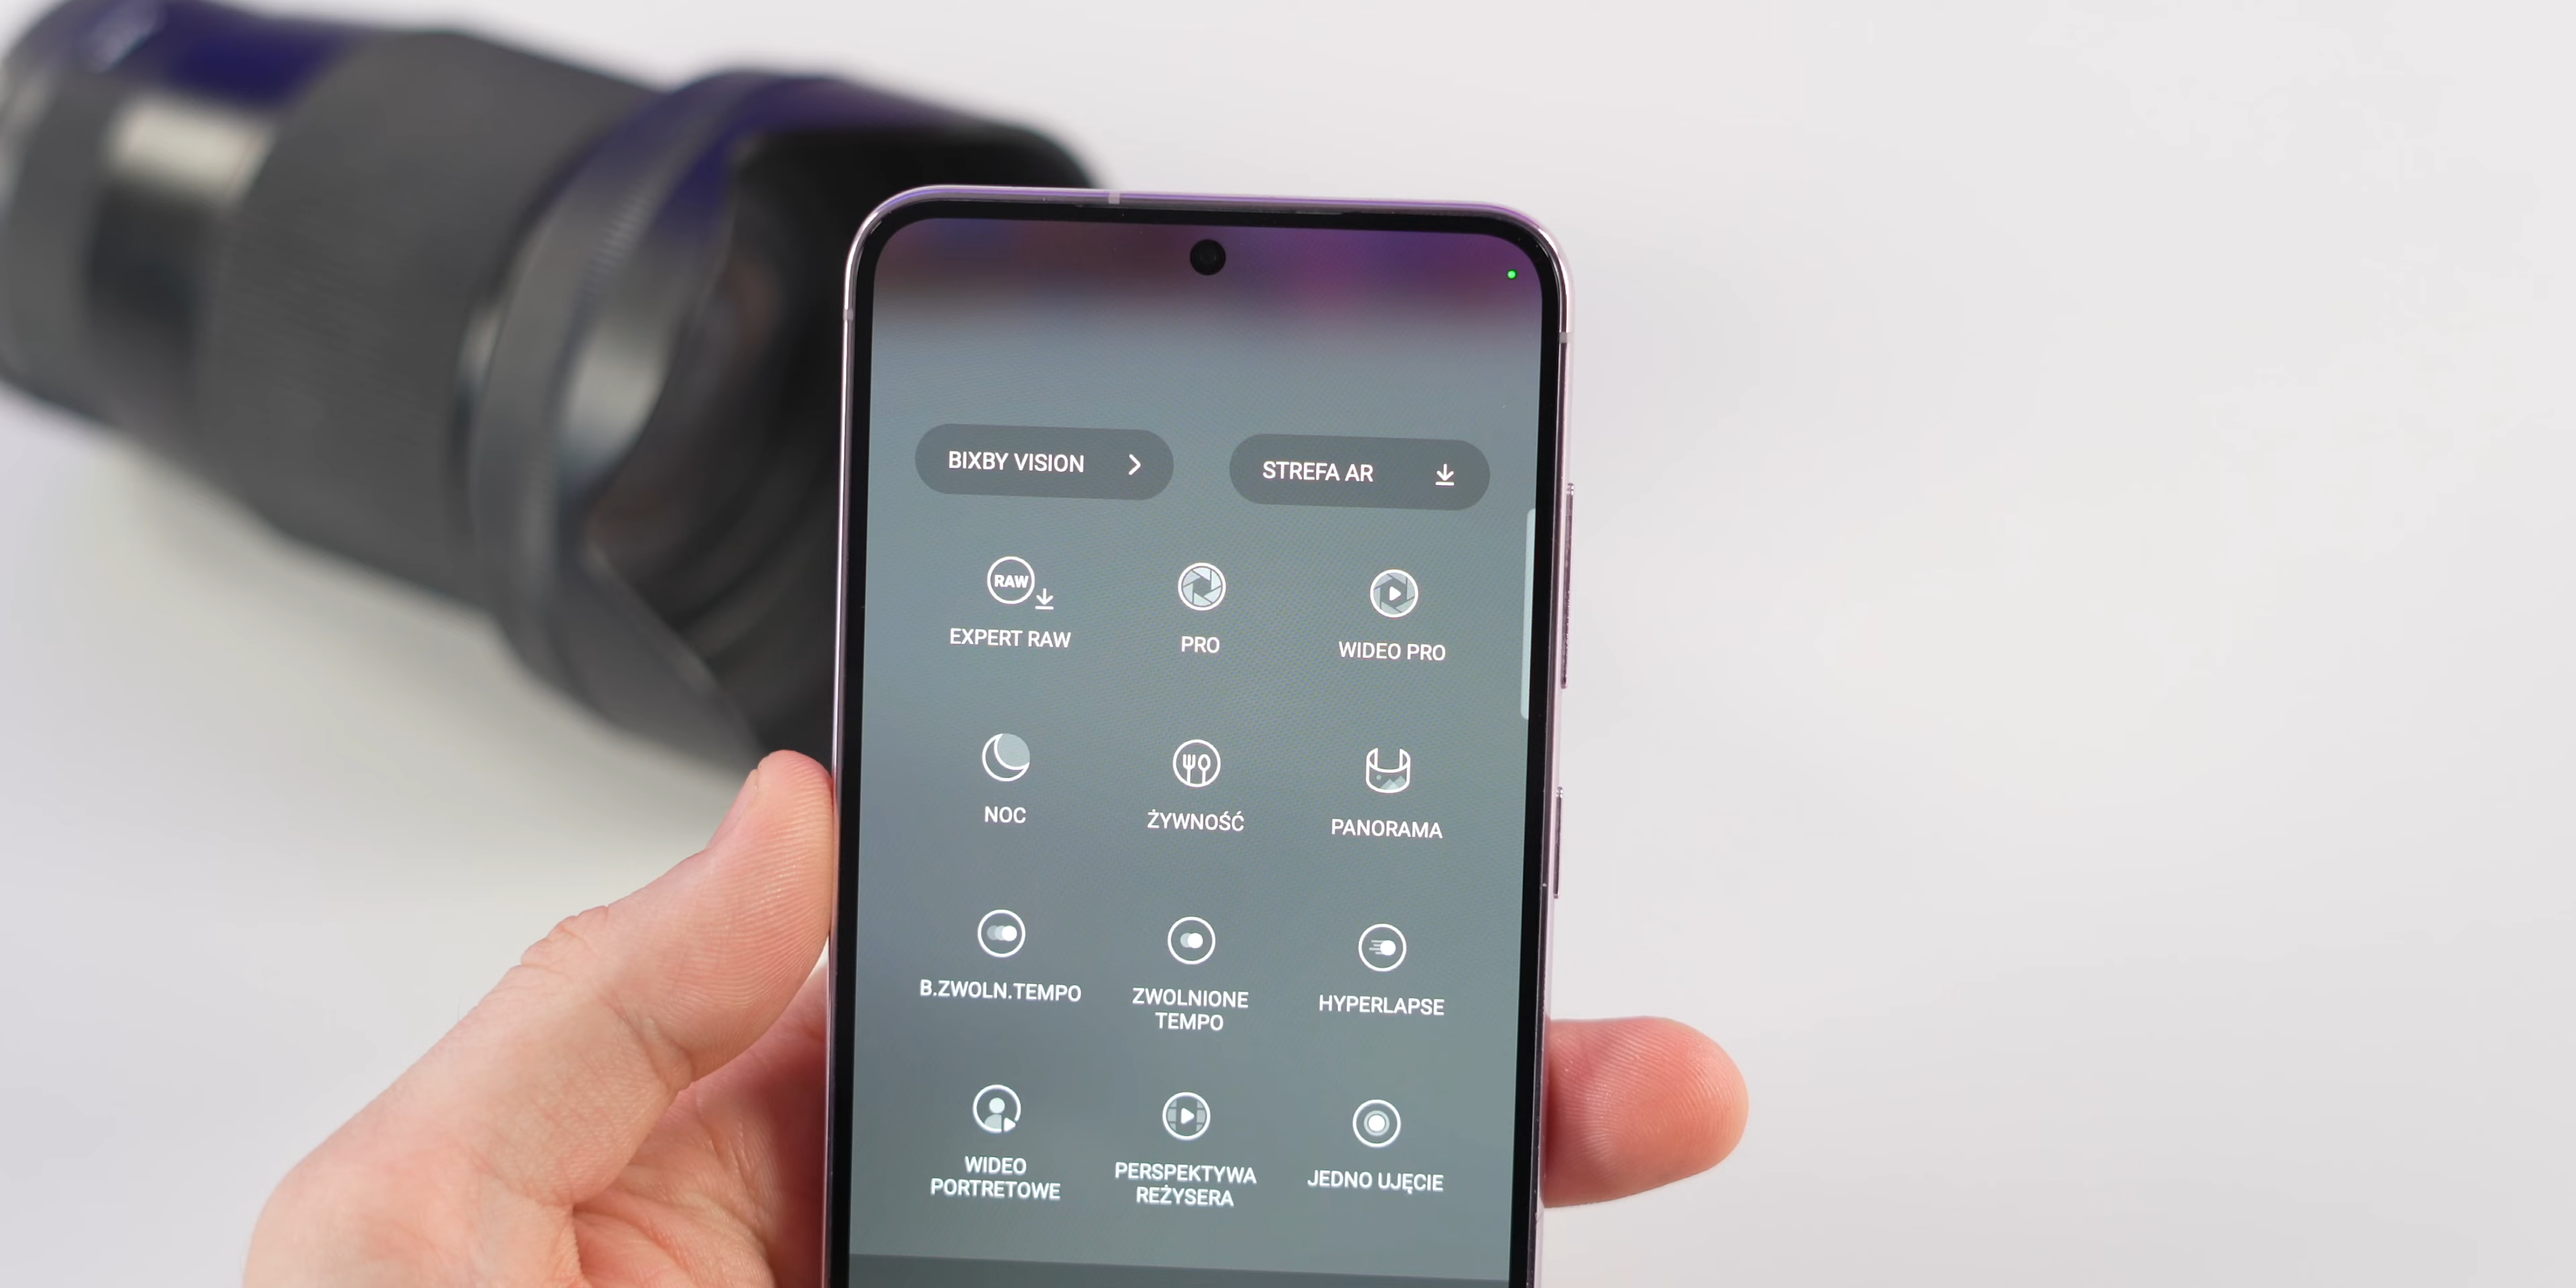 BIXBY VISION
STREFA AR
RAW
EXPERT RAW
PRO
WIDEO PRO
NOC
ŻYWNOŚĆ
PANORAMA
B.ZWOLN.TEMPO
ZWOLNIONE
TEMPO
HYPERLAPSE
WIDEO
PORTRETOWE
PERSPEKTYWA
REŻYSERA
JEDNO UJĘCIE